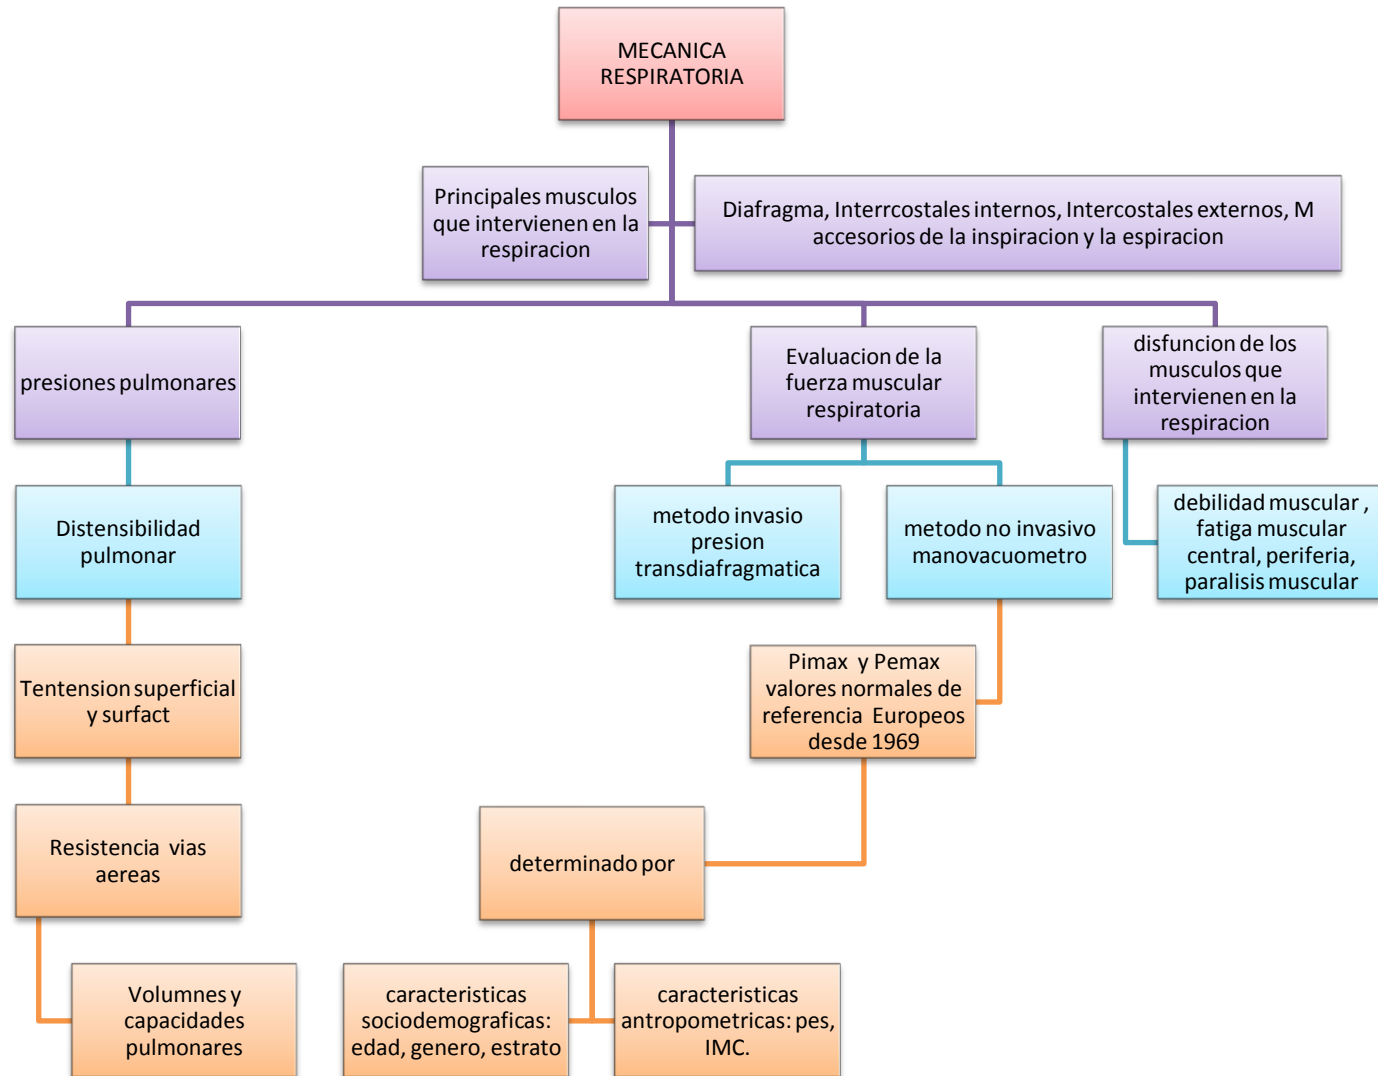 MECANICA
RESPIRATORIA
Principales musculos
que intervienen en la
respiracion
Diafragma, Interrcostales internos, Intercostales externos, M
accesorios de la inspiracion y la espiracion
presiones pulmonares
Evaluacion de la
fuerza muscular
respiratoria
disfuncion de los
musculos que
intervienen en la
respiracion
Distensibilidad
pulmonar
metodo invasio
presion
transdiafragmatica
metodo no invasivo
manovacuometro
debilidad muscular ,
fatiga muscular
central, periferia,
paralisis muscular
Tentension superficial
y surfact
Pimax y Pemax
valores normales de
referencia Europeos
desde 1969
Resistencia vias
aereas
determinado por
Volumnes y
capacidades
pulmonares
caracteristicas
sociodemograficas:
edad, genero, estrato
caracteristicas
antropometricas: pes,
IMC.